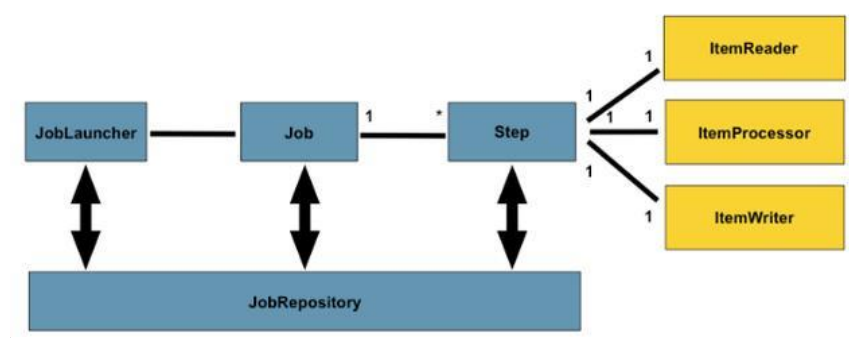 ItemReader
1
1
JobLauncher
Job
1
*
Step
1
1
ItemProcessor
1
1
ItemWriter
JobRepository